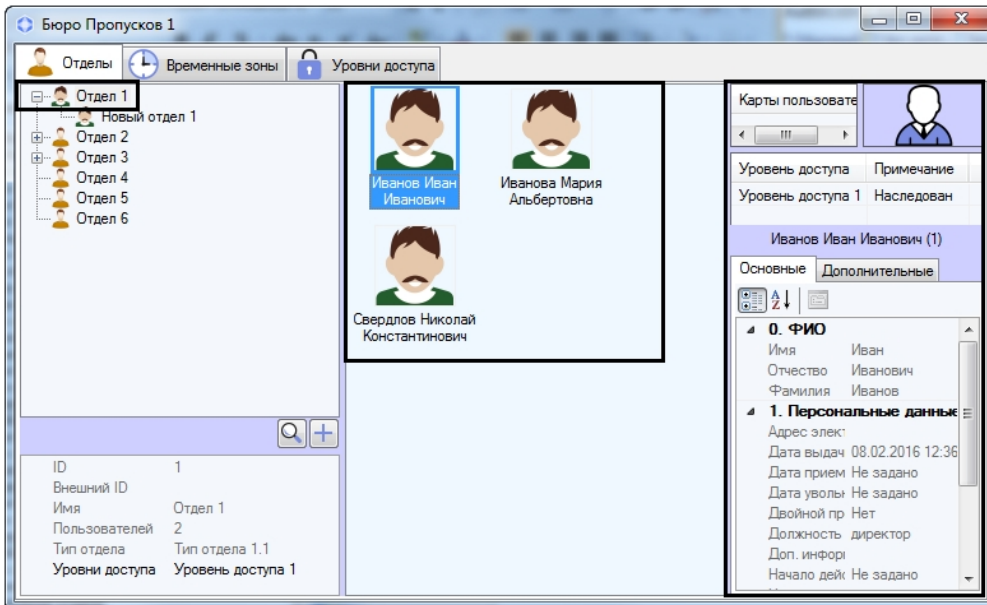 Бюро Пропусков 1
Отделы
Временные зоны
Уровни доступа
Отдел 1
Новый отдел 1
Отдел 2
Отдел 3
Отдел 4
Отдел 5
Отдел 6
ID 1
Внешний ID
Имя Отдел 1
Пользователей 2
Тип отдела Тип отдела 1.1
Уровни доступа Уровень доступа 1
Иванов Иван
Иванович
Иванова Мария
Альбертовна
Свердлов Николай
Константинович
Карты пользовате
Уровень доступа Примечание
Уровень доступа 1 Наследован
Иванов Иван Иванович (1)
Основные Дополнительные
0. ФИО
Имя Иван
Отчество Иванович
Фамилия Иванов
1. Персональные данные
Адрес элект
Дата выдач 08.02.2016 12:36
Дата прием Не задано
Дата увольн Не задано
Двойной пр Нет
Должность директор
Доп. информ
Начало дейс Не задано